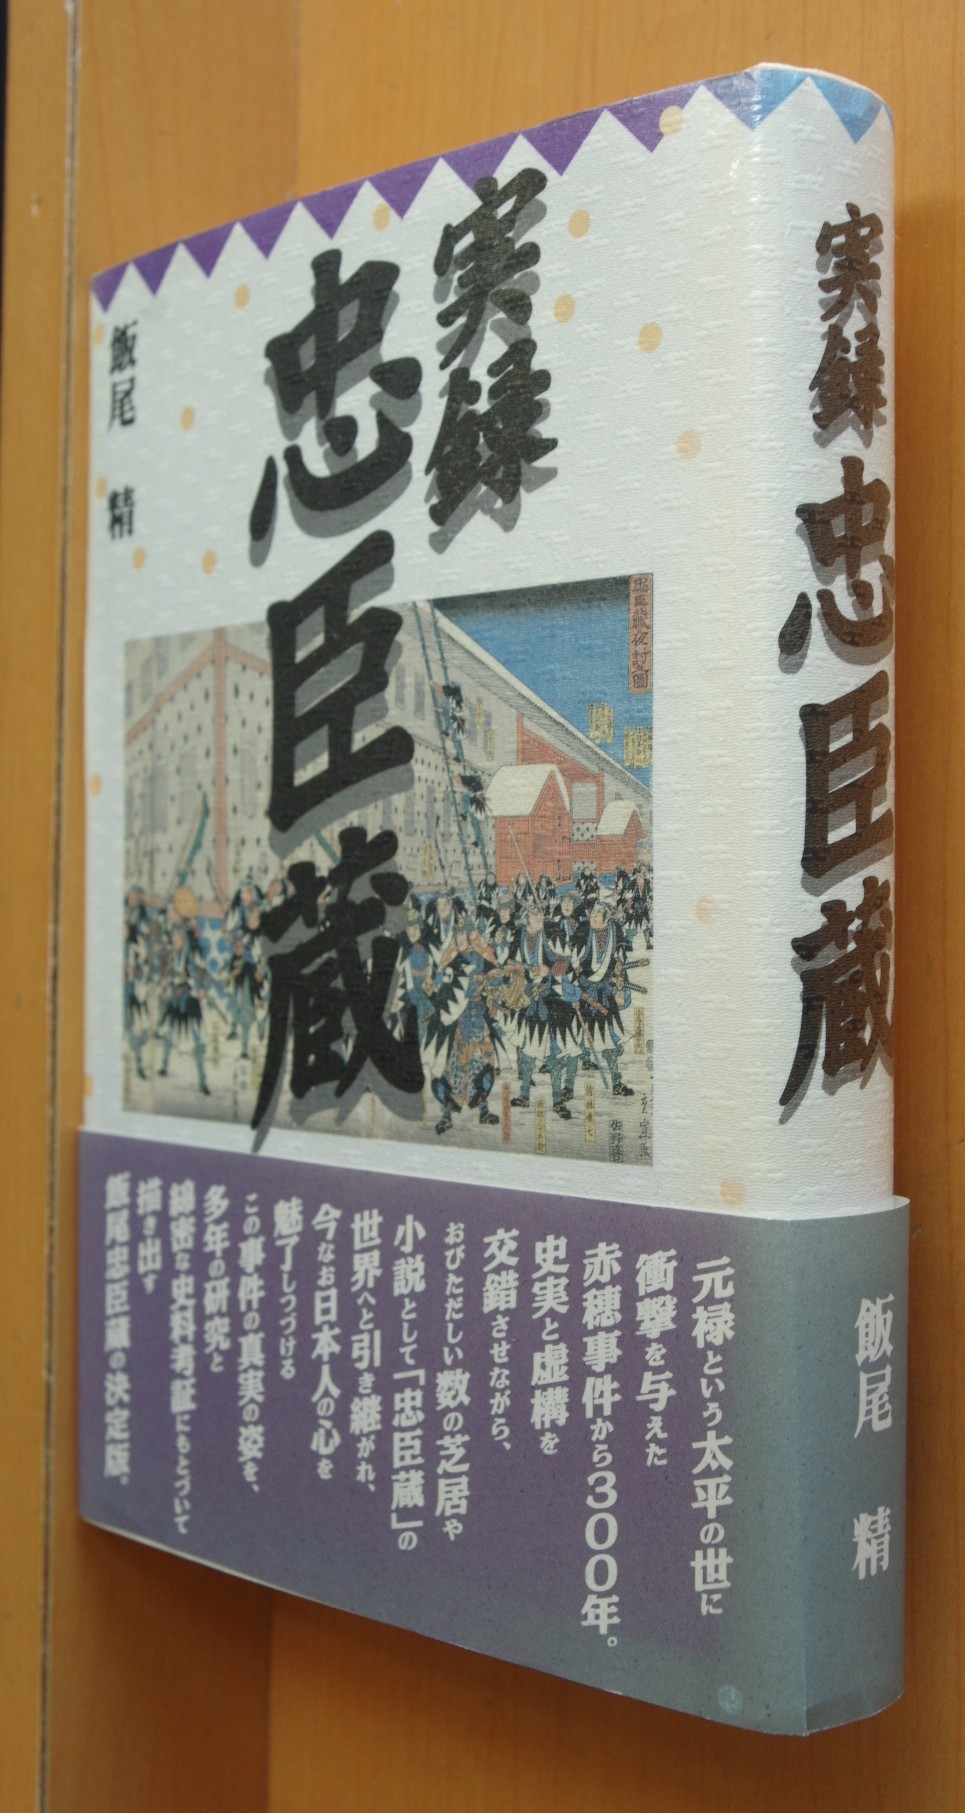 実録
忠臣蔵
飯尾 精
忠臣蔵夜討之圖
元禄という太平の世に
衝撃を与えた
赤穂事件から300年。
史実と虚構を
交錯させながら、
おびただしい数の芝居や
小説として「忠臣蔵」の
世界へと引き継がれ、
今なお日本人の心を
魅了しつづける
この事件の真実の姿を、
多年の研究と
綿密な史料考証にもとづいて
描き出す
飯尾忠臣蔵の決定版。
実録 忠臣蔵
飯尾 精